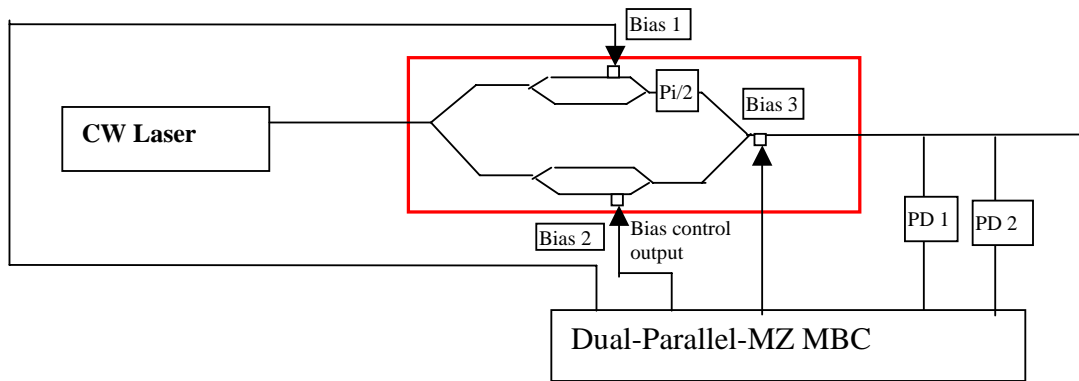 Bias 1
Pi/2
Bias 3
CW Laser
PD 1
PD 2
Bias 2
Bias control
output
Dual-Parallel-MZ MBC